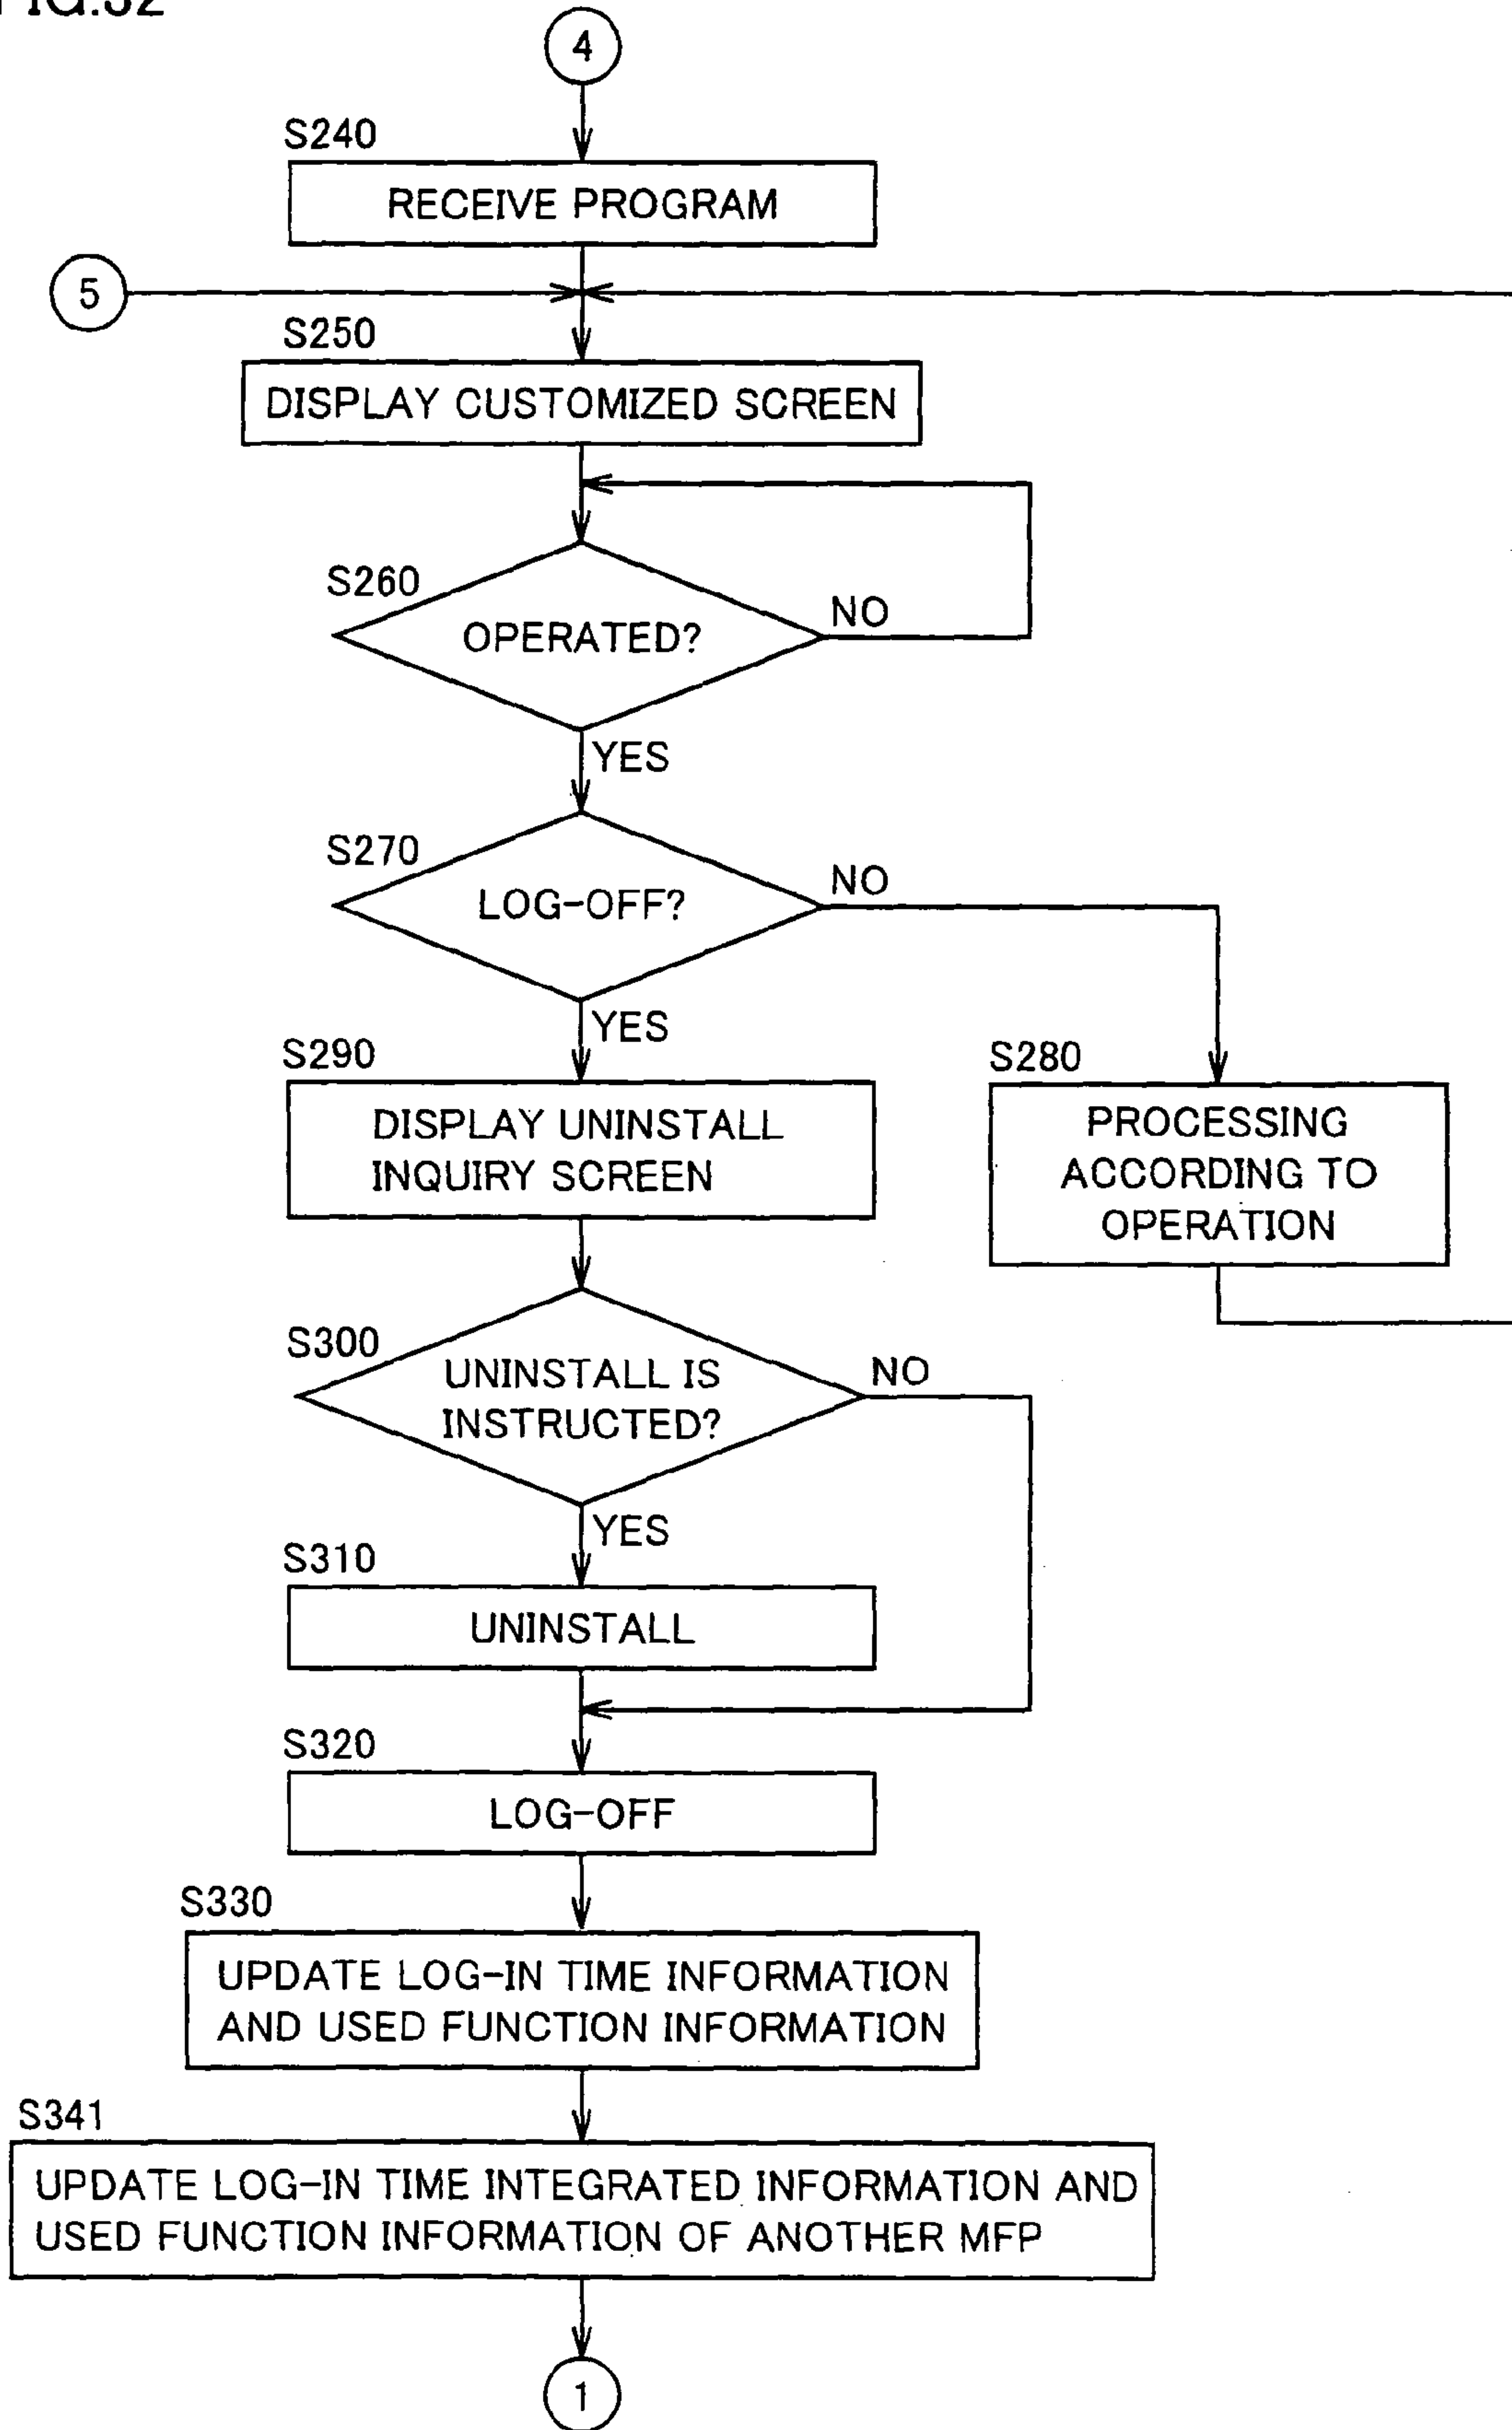 FIG.32
4
S240
RECEIVE PROGRAM
5
S250
DISPLAY CUSTOMIZED SCREEN
S260
OPERATED?
NO
YES
S270
LOG-OFF?
NO
YES
S290
DISPLAY UNINSTALL
INQUIRY SCREEN
S280
PROCESSING
ACCORDING TO
OPERATION
S300
UNINSTALL IS
INSTRUCTED?
NO
YES
S310
UNINSTALL
S320
LOG-OFF
S330
UPDATE LOG-IN TIME INFORMATION
AND USED FUNCTION INFORMATION
S341
UPDATE LOG-IN TIME INTEGRATED INFORMATION AND
USED FUNCTION INFORMATION OF ANOTHER MFP
1